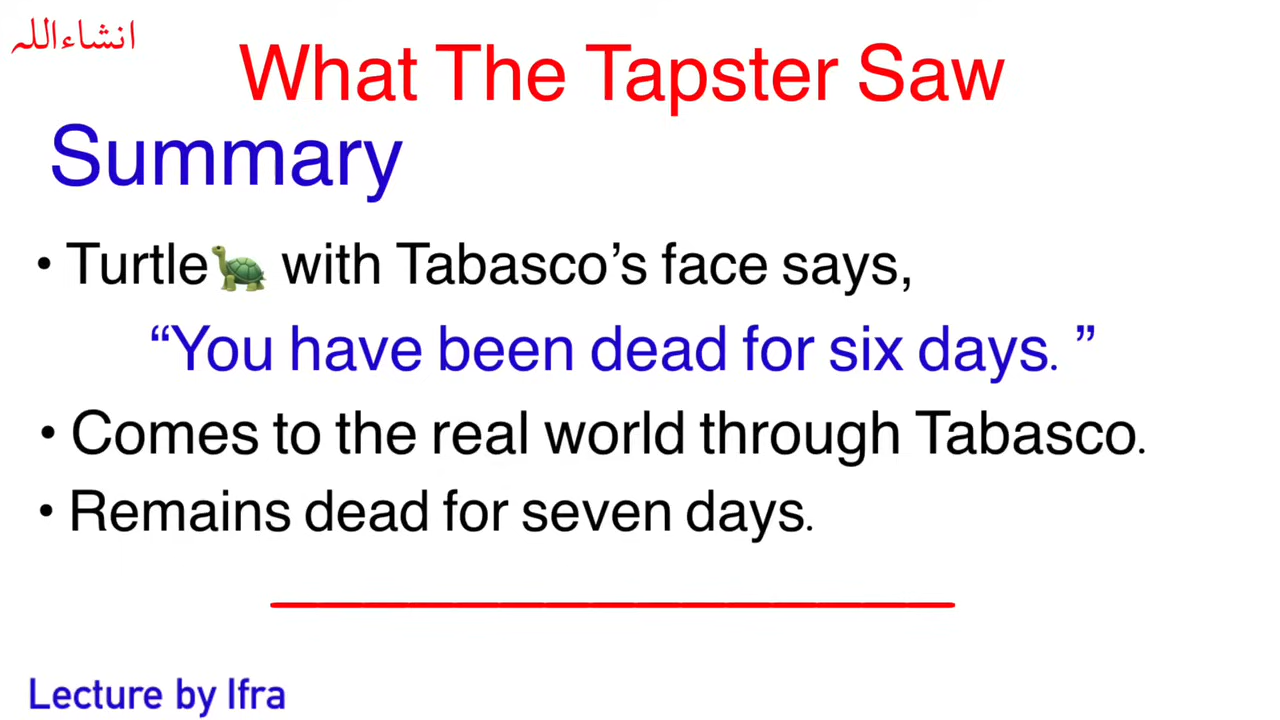 انشاءاللہ
What The Tapster Saw
Summary
• Turtle🐢 with Tabasco’s face says,
“You have been dead for six days. ”
• Comes to the real world through Tabasco.
• Remains dead for seven days.
Lecture by Ifra